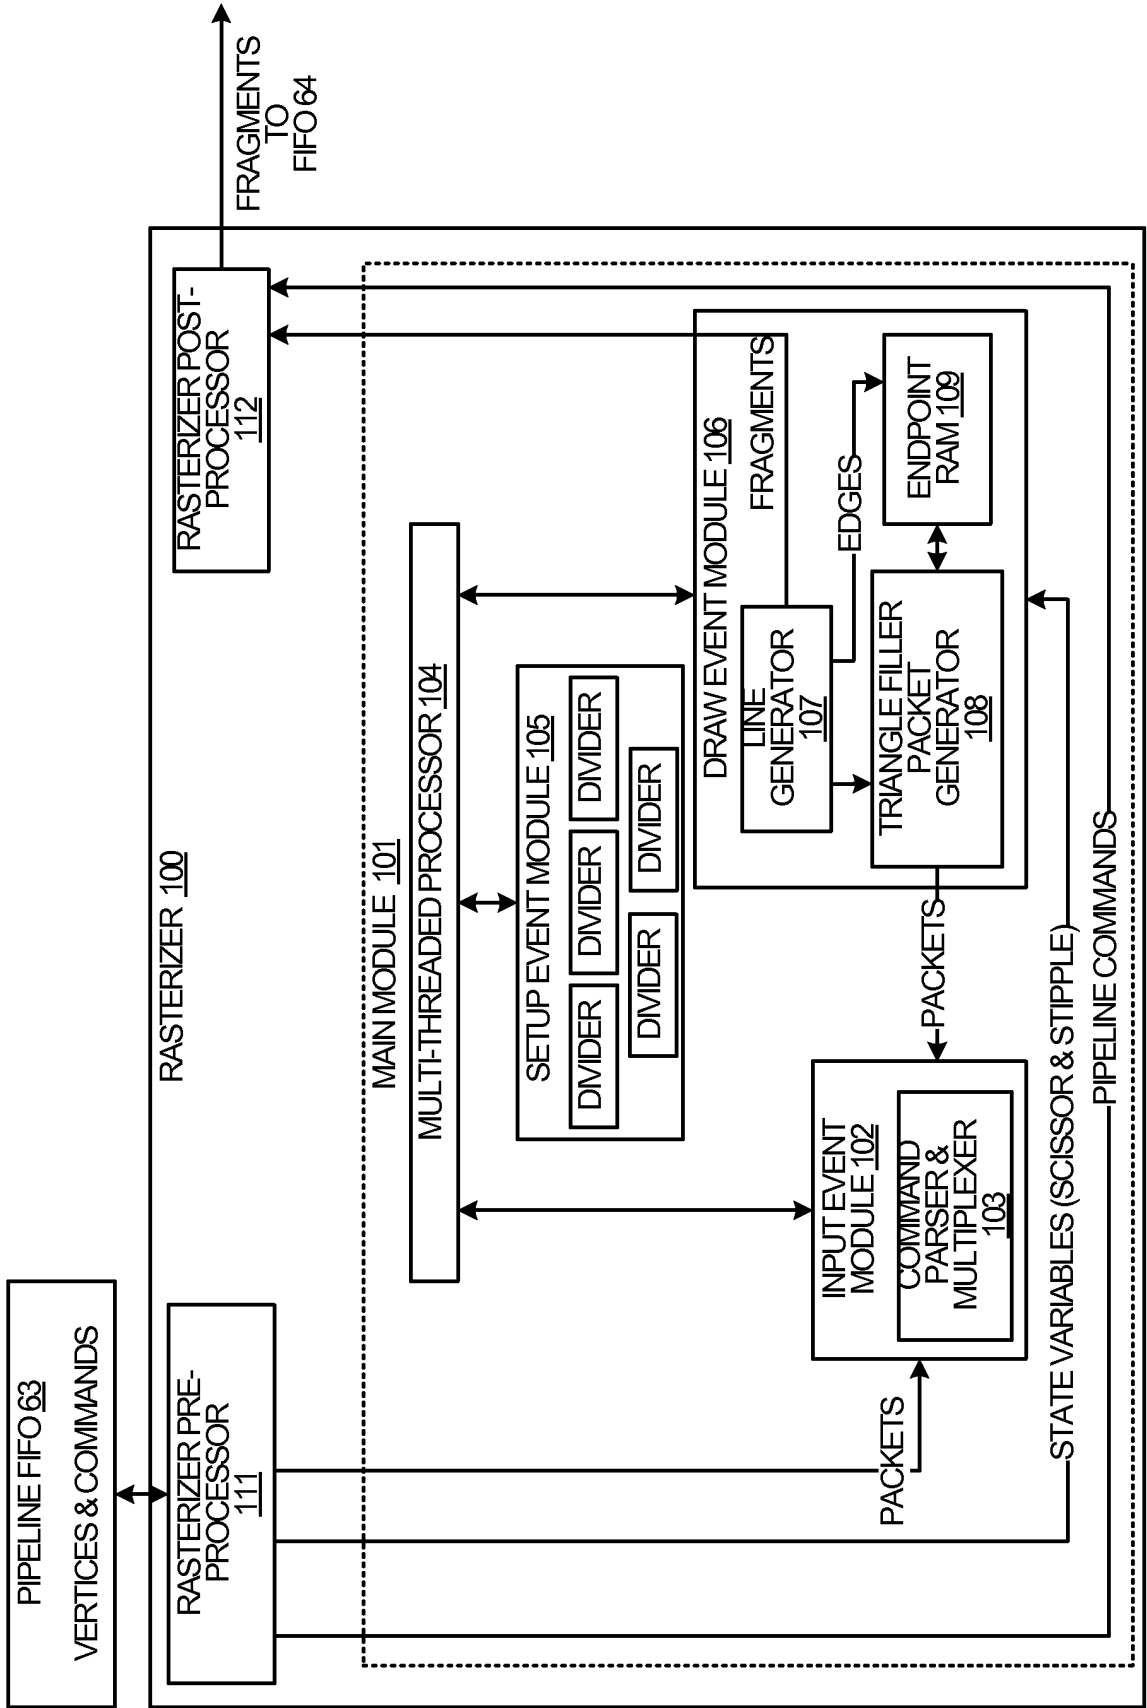 PIPELINE FIFO 63
VERTICES & COMMANDS
RASTERIZER 100
RASTERIZER PRE-
PROCESSOR
111
RASTERIZER POST-
PROCESSOR
112
FRAGMENTS
TO
FIFO 64
MAIN MODULE 101
MULTI-THREADED PROCESSOR 104
SETUP EVENT MODULE 105
DIVIDER
DIVIDER
DIVIDER
DIVIDER
DIVIDER
DRAW EVENT MODULE 106
LINE
GENERATOR
107
FRAGMENTS
EDGES
TRIANGLE FILLER
PACKET
GENERATOR
108
ENDPOINT
RAM 109
INPUT EVENT
MODULE 102
COMMAND
PARSER &
MULTIPLEXER
103
PACKETS
PACKETS
STATE VARIABLES (SCISSOR & STIPPLE)
PIPELINE COMMANDS